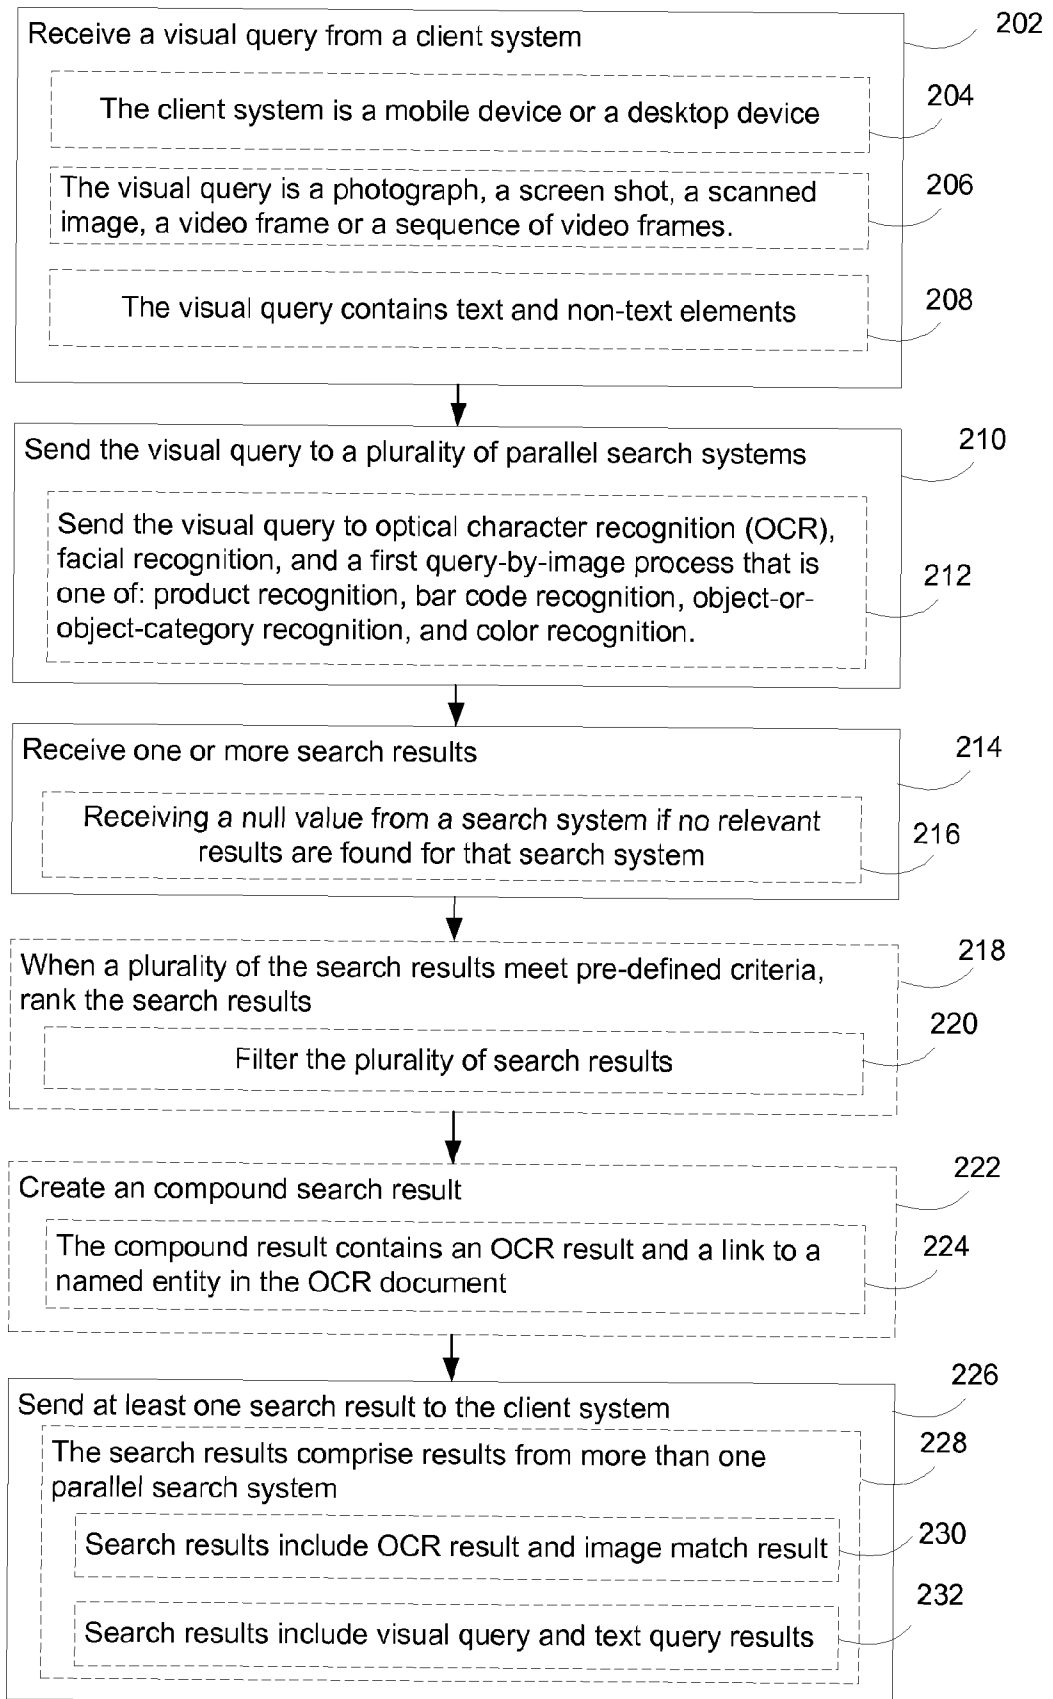 Receive a visual query from a client system
202
The client system is a mobile device or a desktop device
204
The visual query is a photograph, a screen shot, a scanned
image, a video frame or a sequence of video frames.
206
The visual query contains text and non-text elements
208
Send the visual query to a plurality of parallel search systems
210
Send the visual query to optical character recognition (OCR),
facial recognition, and a first query-by-image process that is
one of: product recognition, bar code recognition, object-or-
object-category recognition, and color recognition.
212
Receive one or more search results
214
Receiving a null value from a search system if no relevant
results are found for that search system
216
When a plurality of the search results meet pre-defined criteria,
rank the search results
218
Filter the plurality of search results
220
Create an compound search result
222
The compound result contains an OCR result and a link to a
named entity in the OCR document
224
Send at least one search result to the client system
226
The search results comprise results from more than one
parallel search system
228
Search results include OCR result and image match result
230
Search results include visual query and text query results
232